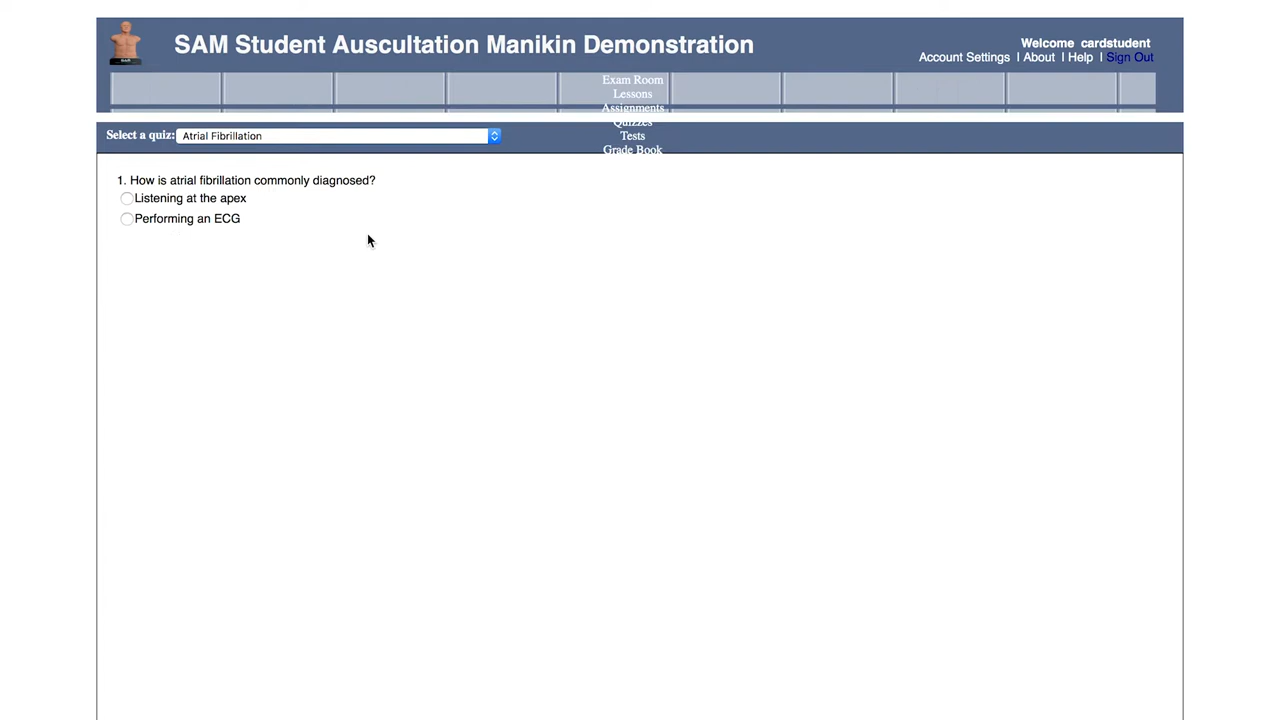 SAM Student Auscultation Manikin Demonstration
Welcome cardstudent
Account Settings | About | Help | Sign Out
Exam Room
Lessons
Assignments
Quizzes
Tests
Grade Book
Select a quiz: Atrial Fibrillation
1. How is atrial fibrillation commonly diagnosed?
Listening at the apex
Performing an ECG